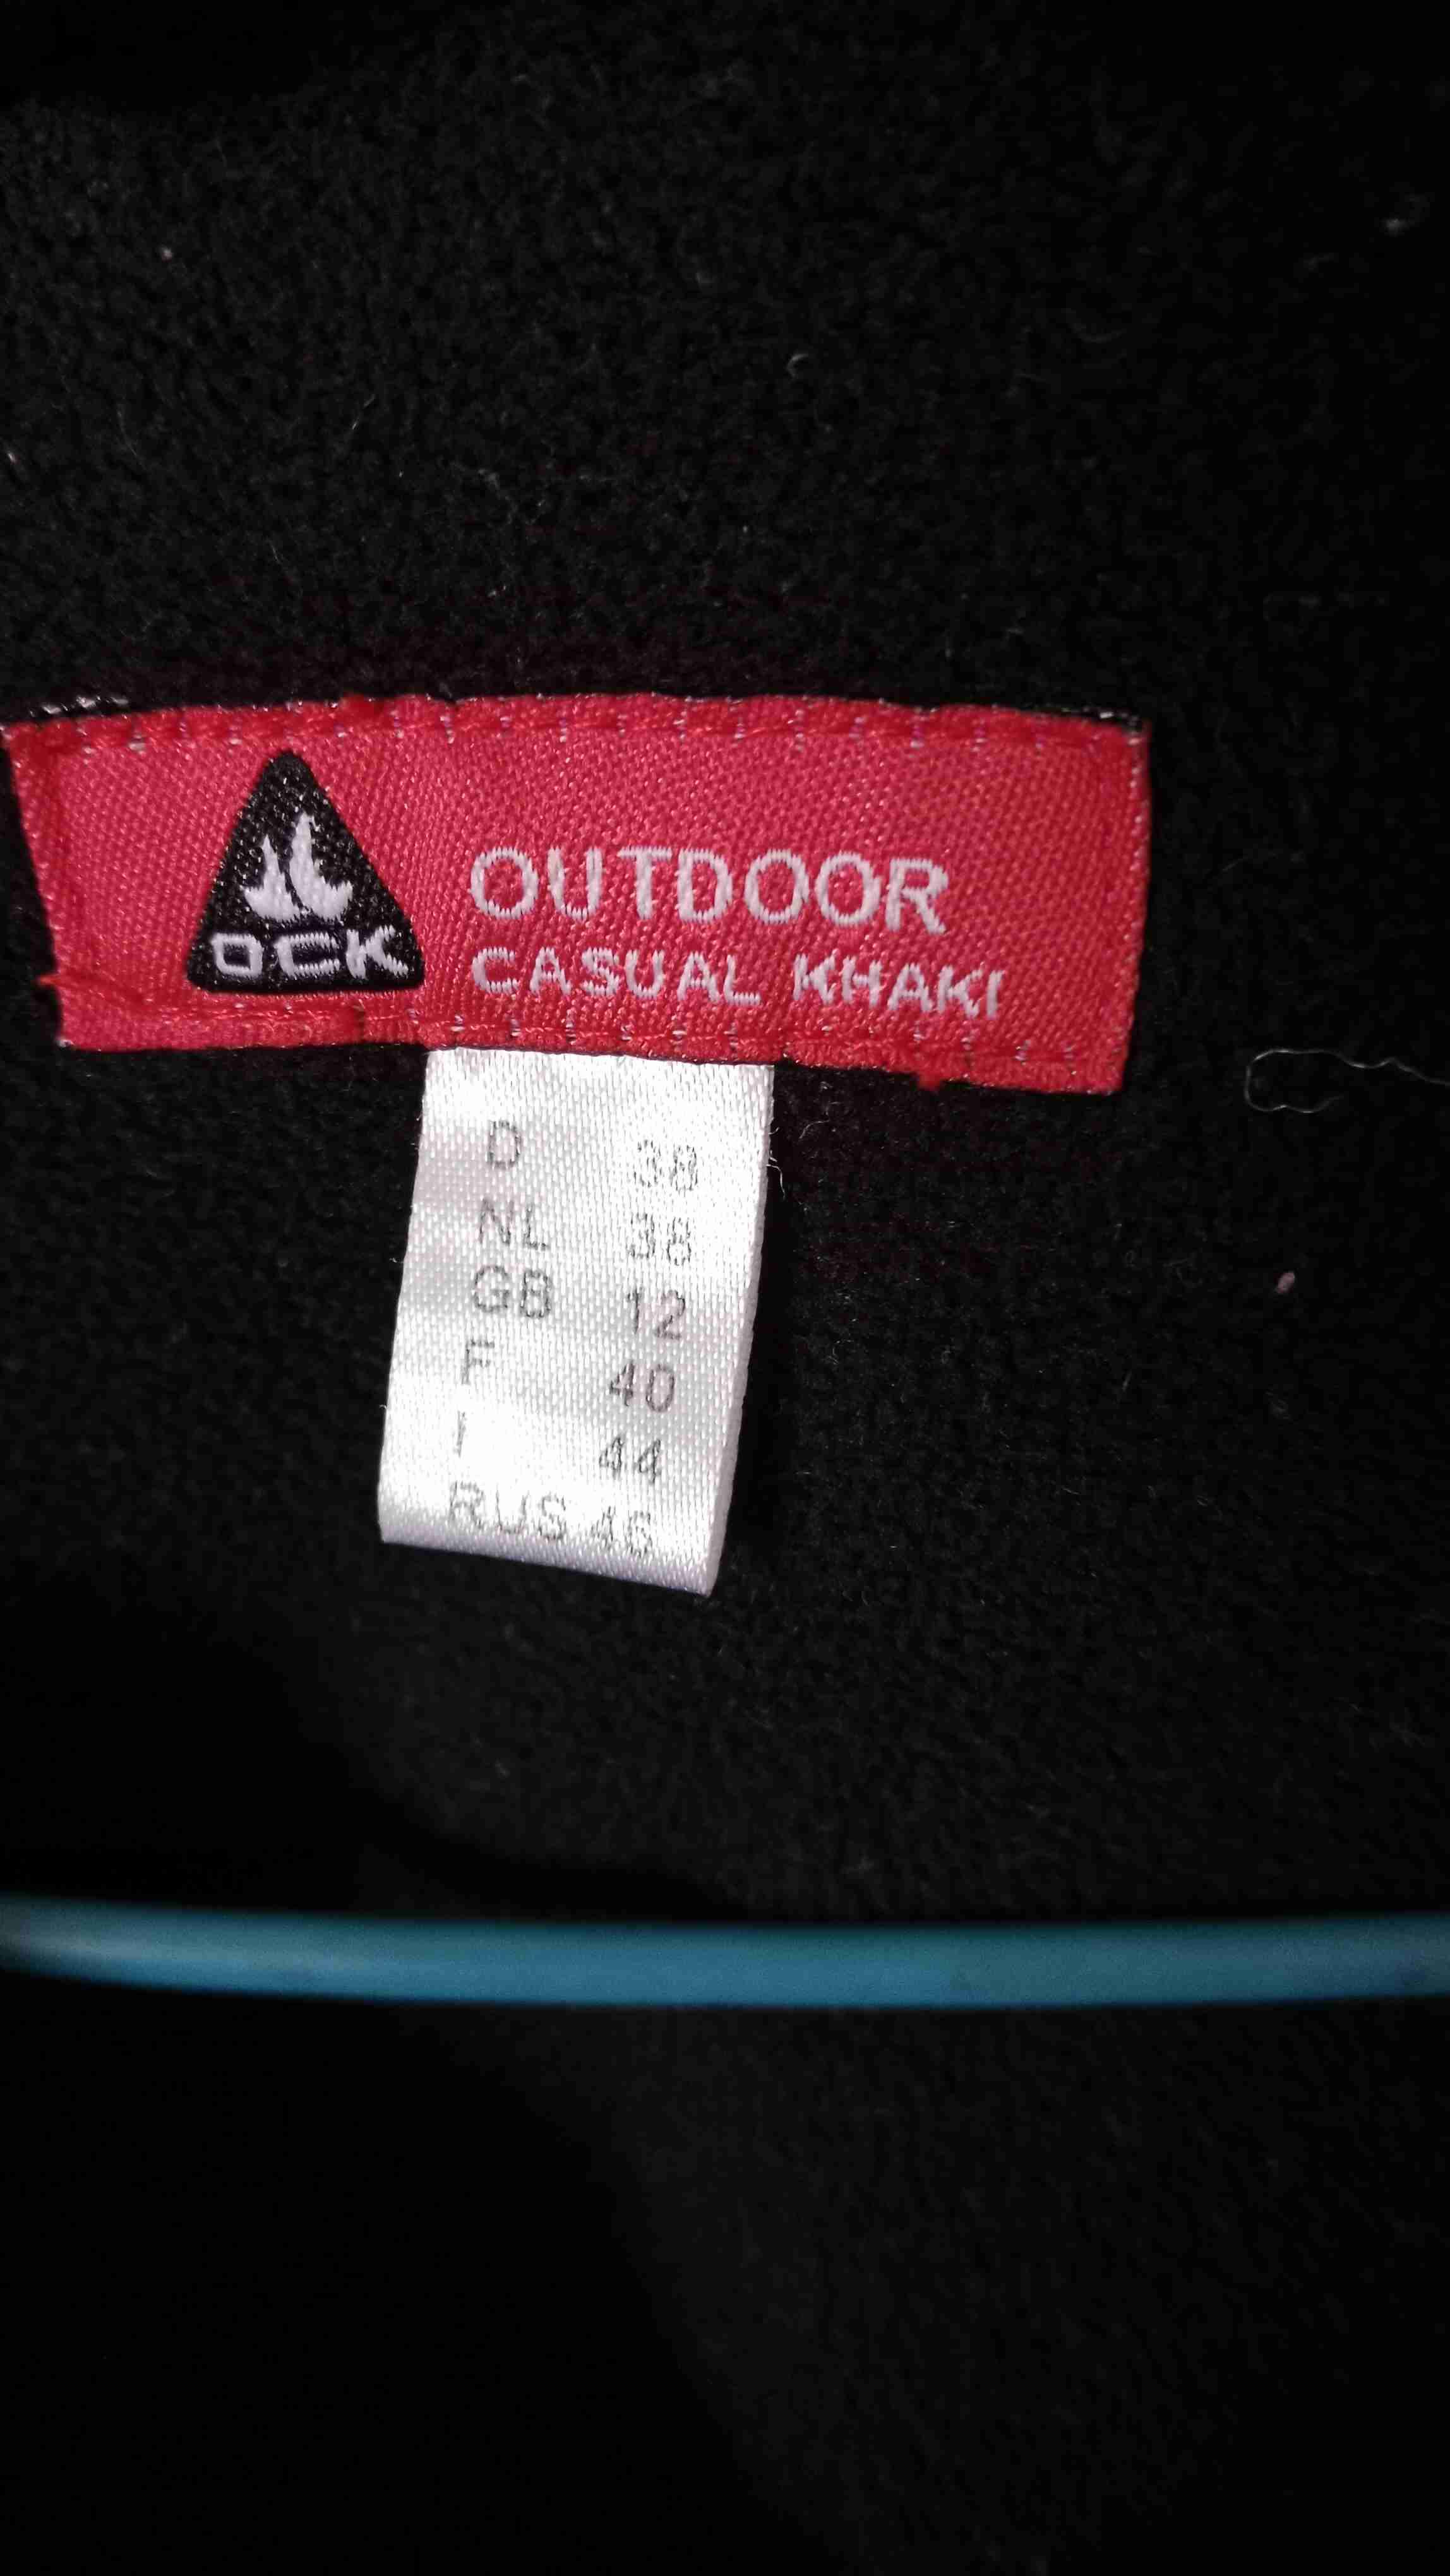 OCK
OUTDOOR
CASUAL KHAKI
D 38
NL 38
GB 12
F 40
I 44
RUS 46